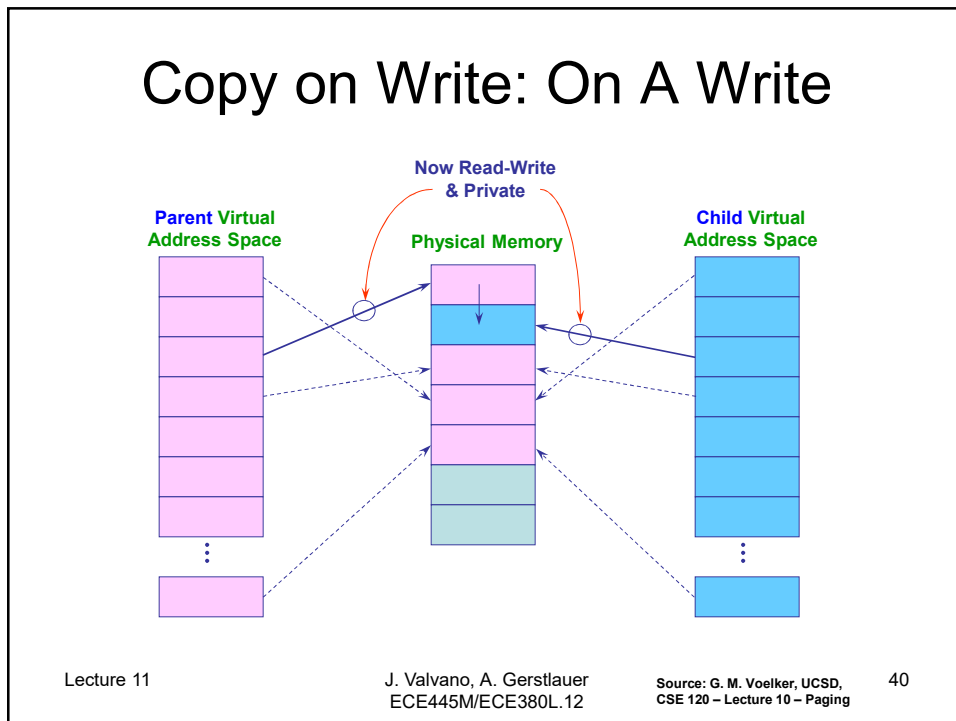 Copy on Write: On A Write
Now Read-Write
& Private
Parent Virtual
Address Space
Physical Memory
Child Virtual
Address Space
Lecture 11
J. Valvano, A. Gerstlauer
ECE445M/ECE380L.12
Source: G. M. Voelker, UCSD,
CSE 120 – Lecture 10 – Paging
40